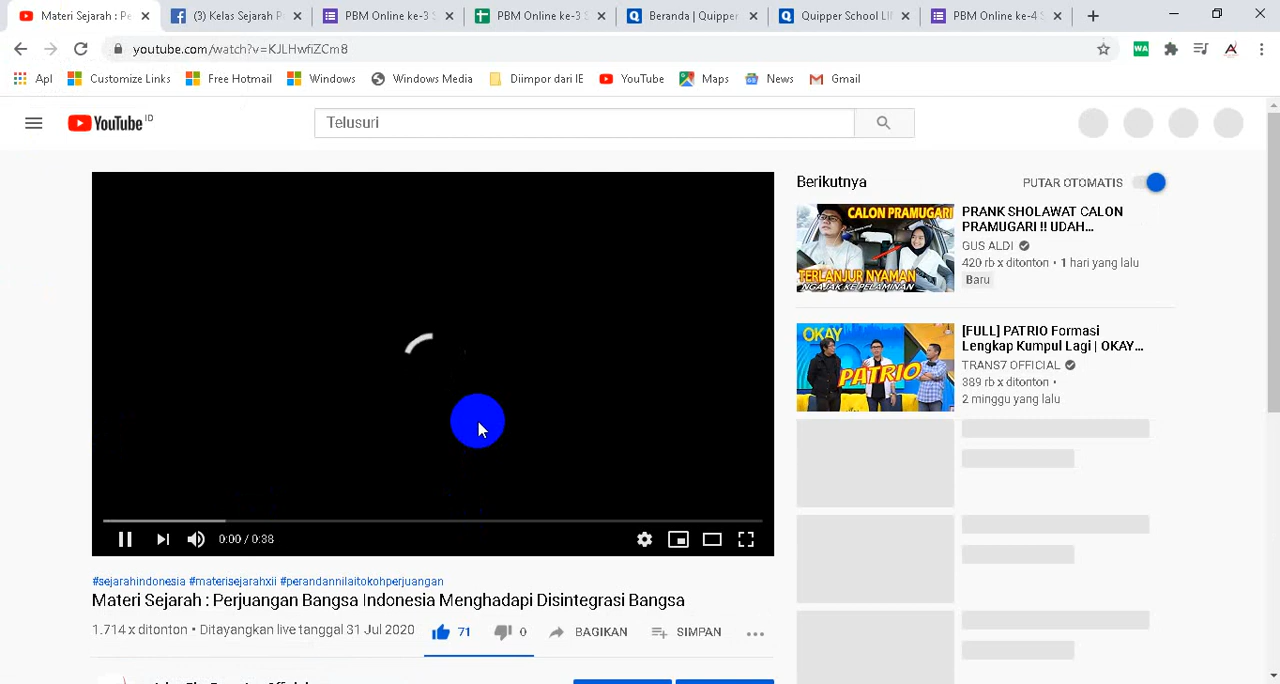 Materi Sejarah : Pe
(3) Kelas Sejarah P
PBM Online ke-3 S
PBM Online ke-3 S
Beranda | Quipper
Quipper School LI
PBM Online ke-4 S
youtube.com/watch?v=KJLHwfiZCm8
WA
Apl
Customize Links
Free Hotmail
Windows
Windows Media
Diimpor dari IE
YouTube
Maps
News
Gmail
YouTube ID
Telusuri
Berikutnya
PUTAR OTOMATIS
CALON PRAMUGARI
TERLANJUR NYAMAN
NGAJAK KE PELAMINAN
PRANK SHOLAWAT CALON
PRAMUGARI !! UDAH...
GUS ALDI
420 rb x ditonton • 1 hari yang lalu
Baru
OKAY
PATRIO
[FULL] PATRIO Formasi
Lengkap Kumpul Lagi | OKAY...
TRANS7 OFFICIAL
889 rb x ditonton •
2 minggu yang lalu
0:00 / 0:38
#sejarahindonesia #materisejarahxii #perandannilaitokohperjuangan
Materi Sejarah : Perjuangan Bangsa Indonesia Menghadapi Disintegrasi Bangsa
1.714 x ditonton • Ditayangkan live tanggal 31 Jul 2020
71
0
BAGIKAN
SIMPAN